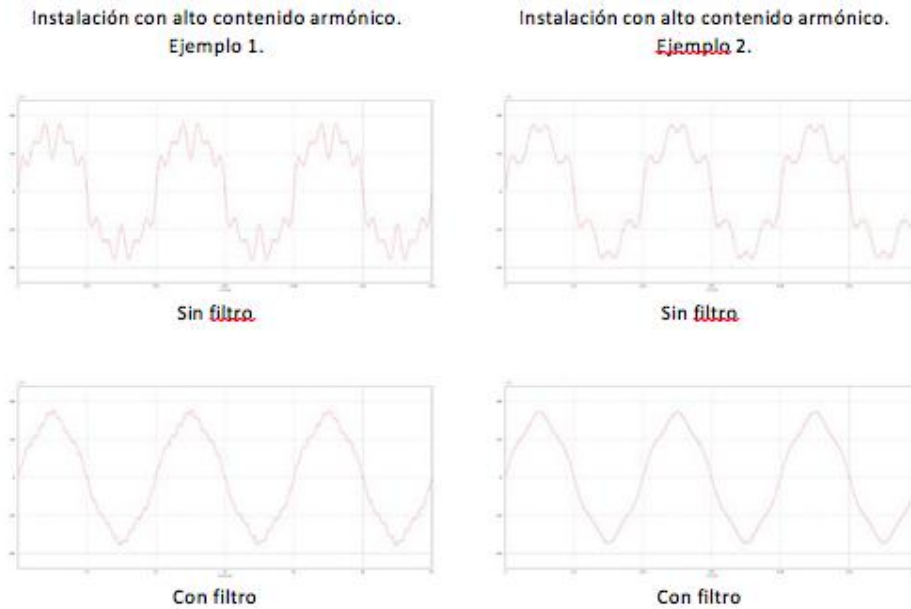 Instalación con alto contenido armónico.
Ejemplo 1.
Sin filtro
Con filtro
Instalación con alto contenido armónico.
Ejemplo 2.
Sin filtro
Con filtro